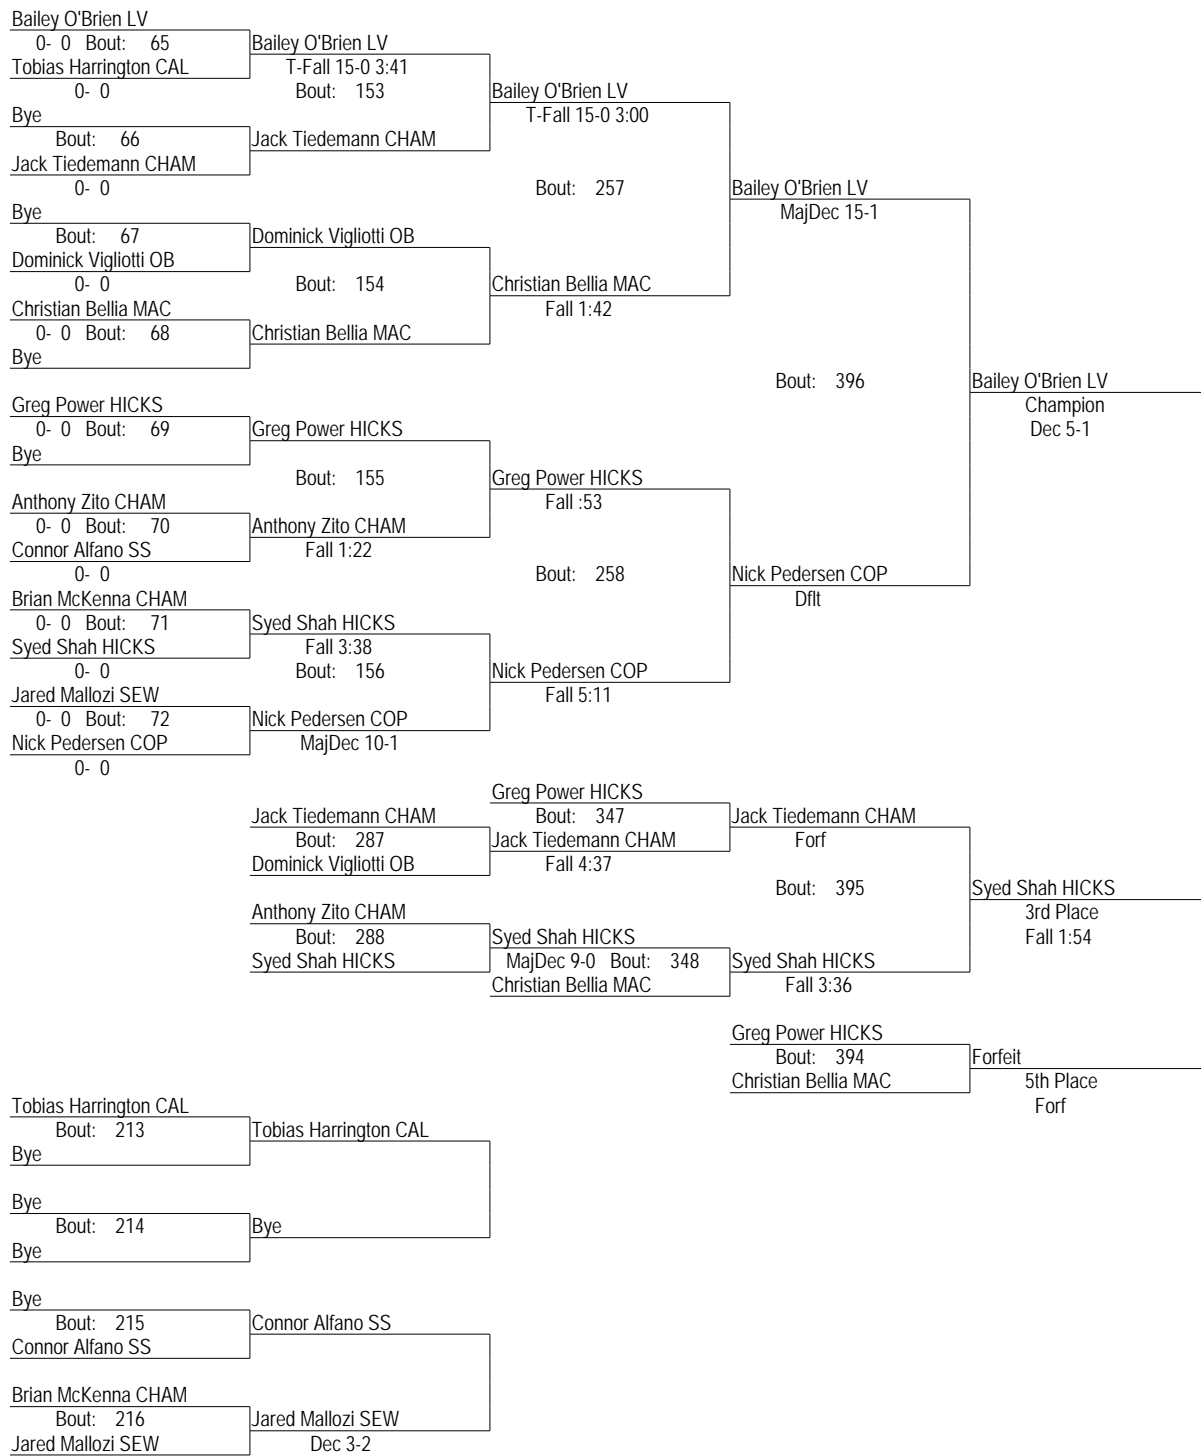 Bailey O'Brien LV
0- 0 Bout: 65
Tobias Harrington CAL
0- 0
Bye
Bout: 66
Jack Tiedemann CHAM
0- 0
Bye
Bout: 67
Dominick Vigliotti OB
0- 0
Christian Bellia MAC
0- 0 Bout: 68
Bye
Greg Power HICKS
0- 0 Bout: 69
Bye
Anthony Zito CHAM
0- 0 Bout: 70
Connor Alfano SS
0- 0
Brian McKenna CHAM
0- 0 Bout: 71
Syed Shah HICKS
0- 0
Jared Mallozi SEW
0- 0 Bout: 72
Nick Pedersen COP
0- 0
Bailey O'Brien LV
T-Fall 15-0 3:41
Bout: 153
Jack Tiedemann CHAM
Dominick Vigliotti OB
Bout: 154
Christian Bellia MAC
Greg Power HICKS
Bout: 155
Anthony Zito CHAM
Fall 1:22
Syed Shah HICKS
Fall 3:38
Bout: 156
Nick Pedersen COP
MajDec 10-1
Bailey O'Brien LV
T-Fall 15-0 3:00
Bout: 257
Christian Bellia MAC
Fall 1:42
Greg Power HICKS
Fall :53
Bout: 258
Nick Pedersen COP
Fall 5:11
Bailey O'Brien LV
MajDec 15-1
Bout: 396
Nick Pedersen COP
Dflt
Bailey O'Brien LV
Champion
Dec 5-1
Jack Tiedemann CHAM
Bout: 287
Dominick Vigliotti OB
Anthony Zito CHAM
Bout: 288
Syed Shah HICKS
Greg Power HICKS
Bout: 347
Jack Tiedemann CHAM
Fall 4:37
Syed Shah HICKS
MajDec 9-0 Bout: 348
Christian Bellia MAC
Jack Tiedemann CHAM
Forf
Bout: 395
Syed Shah HICKS
Fall 3:36
Syed Shah HICKS
3rd Place
Fall 1:54
Greg Power HICKS
Bout: 394
Christian Bellia MAC
Forfeit
5th Place
Forf
Tobias Harrington CAL
Bout: 213
Bye
Bye
Bout: 214
Bye
Bye
Bout: 215
Connor Alfano SS
Brian McKenna CHAM
Bout: 216
Jared Mallozi SEW
Tobias Harrington CAL
Bye
Connor Alfano SS
Jared Mallozi SEW
Dec 3-2